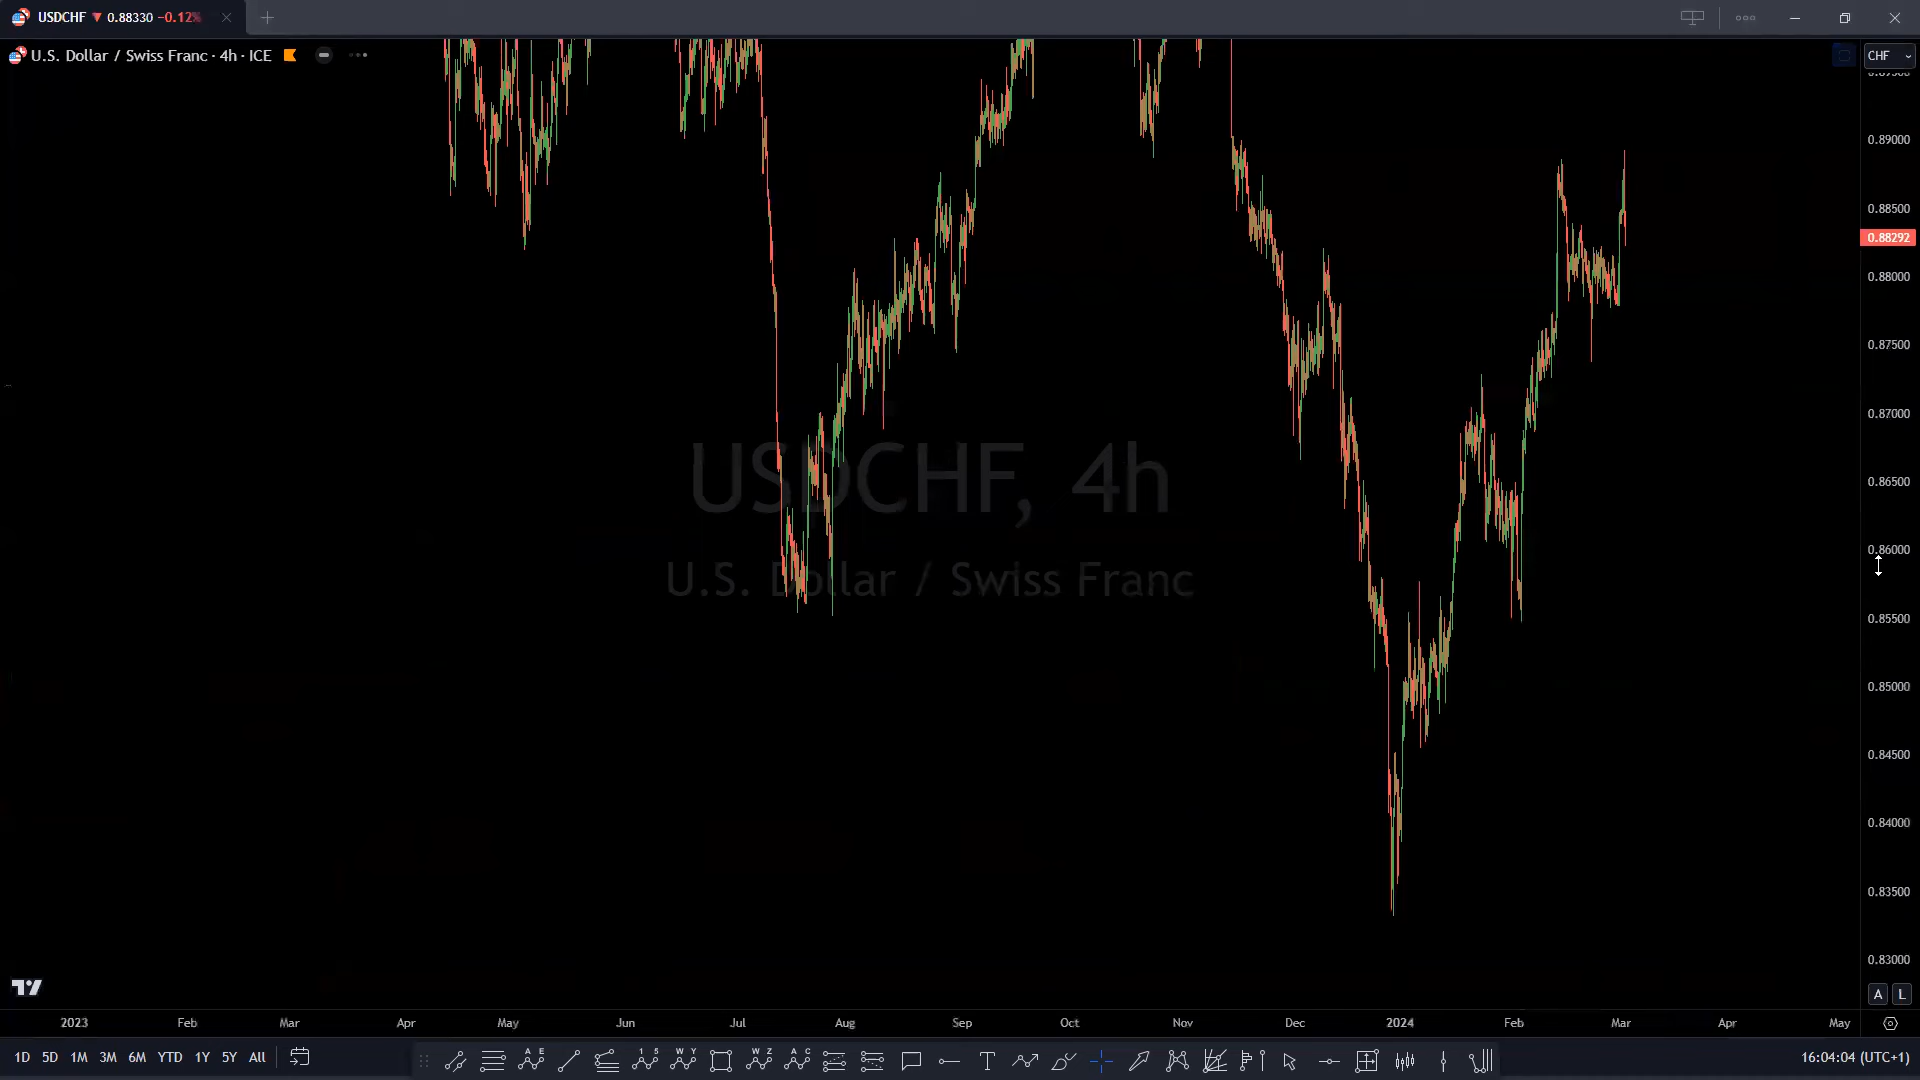 USDCHF 0.88330 −0.12%
U.S. Dollar / Swiss Franc · 4h · ICE
CHF
0.89000
0.88500
0.88292
0.88000
0.87500
0.87000
0.86500
0.86000
0.85500
0.85000
0.84500
0.84000
0.83500
0.83000
USDCHF, 4h
U.S. Dollar / Swiss Franc
A L
2023 Feb Mar Apr May Jun Jul Aug Sep Oct Nov Dec 2024 Feb Mar Apr May
1D 5D 1M 3M 6M YTD 1Y 5Y All
16:04:04 (UTC+1)